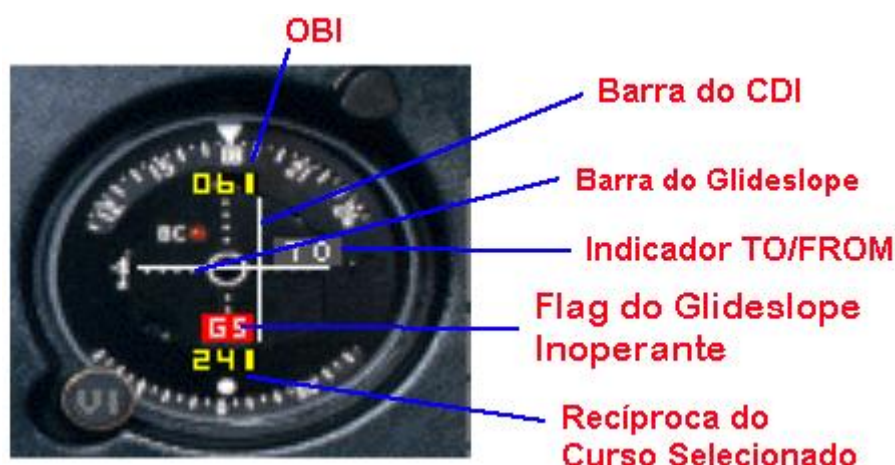 OBI
Barra do CDI
061
Barra do Glideslope
BC
TO
Indicador TO/FROM
GS
Flag do Glideslope
Inoperante
241
Recíproca do
Curso Selecionado